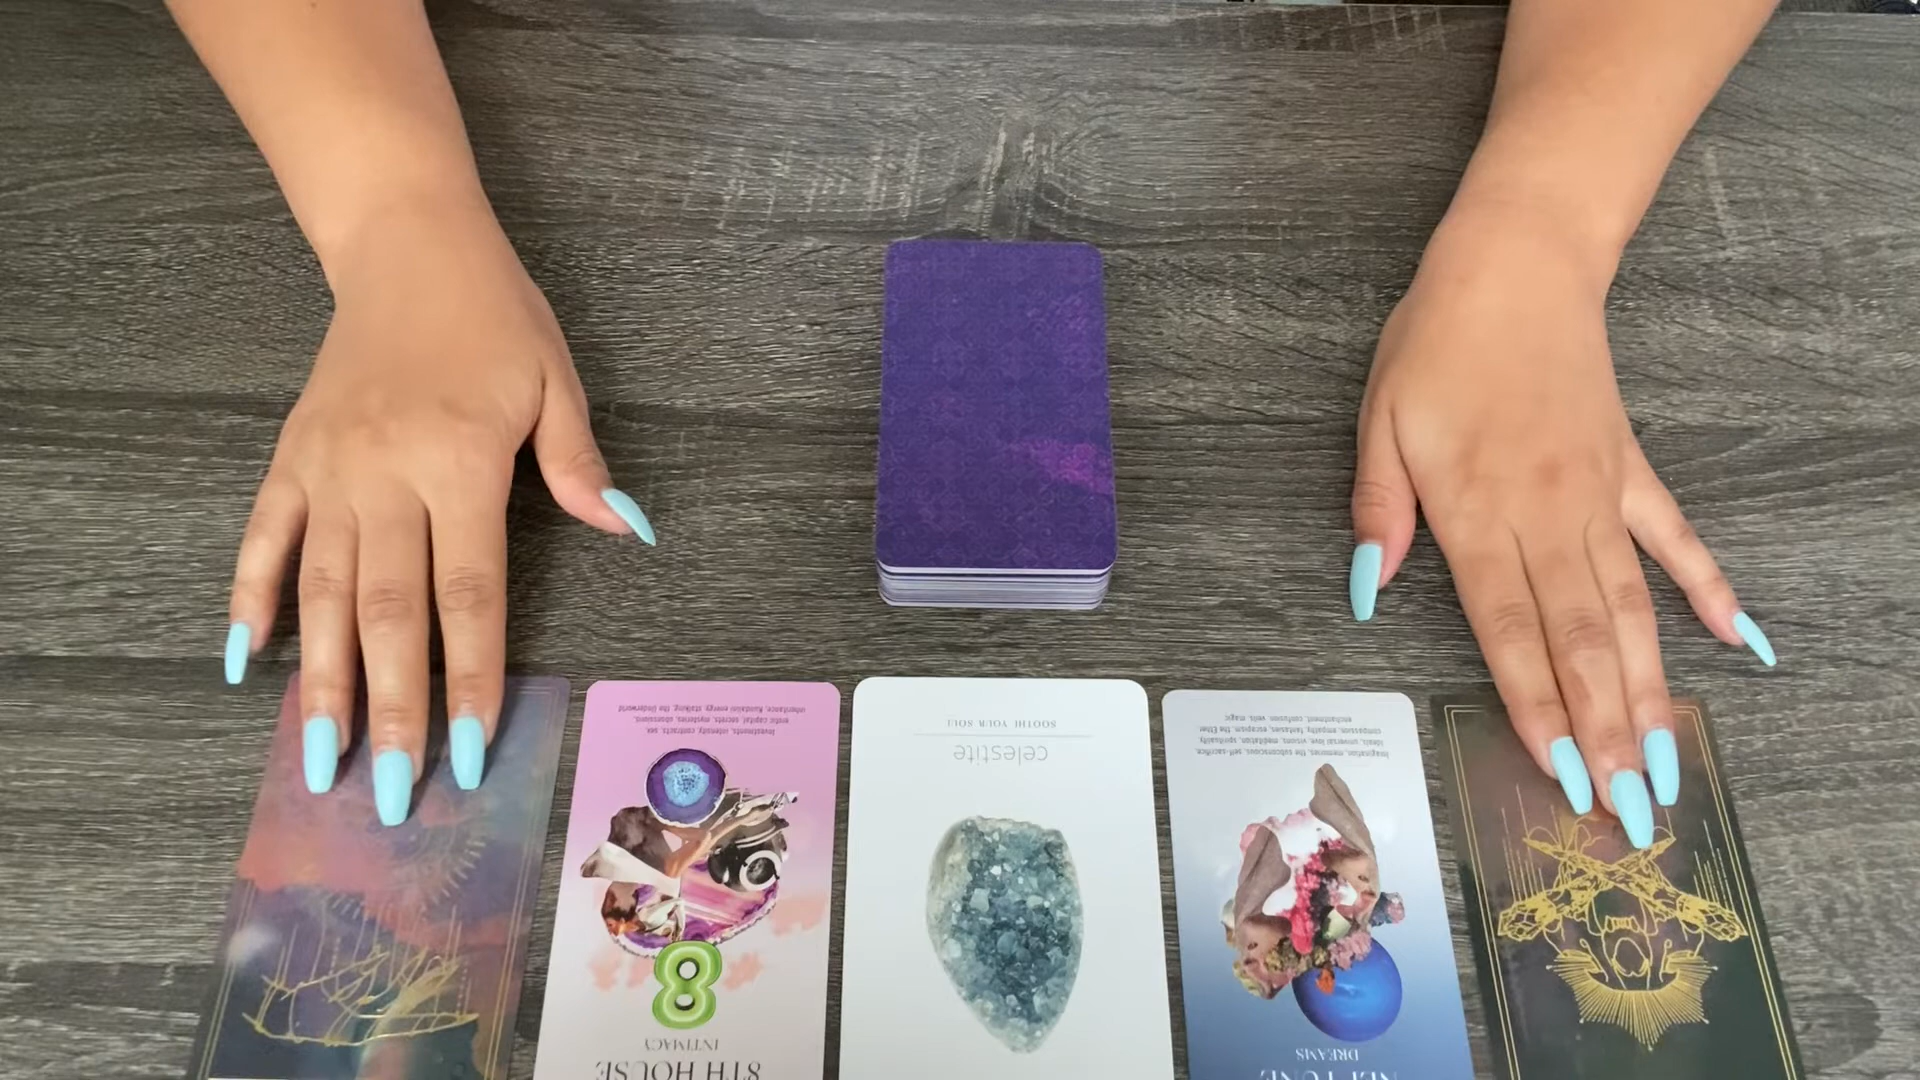 8TH HOUSE
INTIMACY
8
investments, intensity, contracts, sex,
erotic capital, secrets, mysteries, obsessions,
inheritance, Kundalini energy, stalking, the Underworld
celestite
SOOTHE YOUR SOUL
NEPTUNE
DREAMS
imagination, memories, the subconscious, self-sacrifice,
ideals, universal love, visions, meditation, spirituality,
compassion, empathy, fantasies, escapism, the Ether,
enchantment, confusion, veils, magic